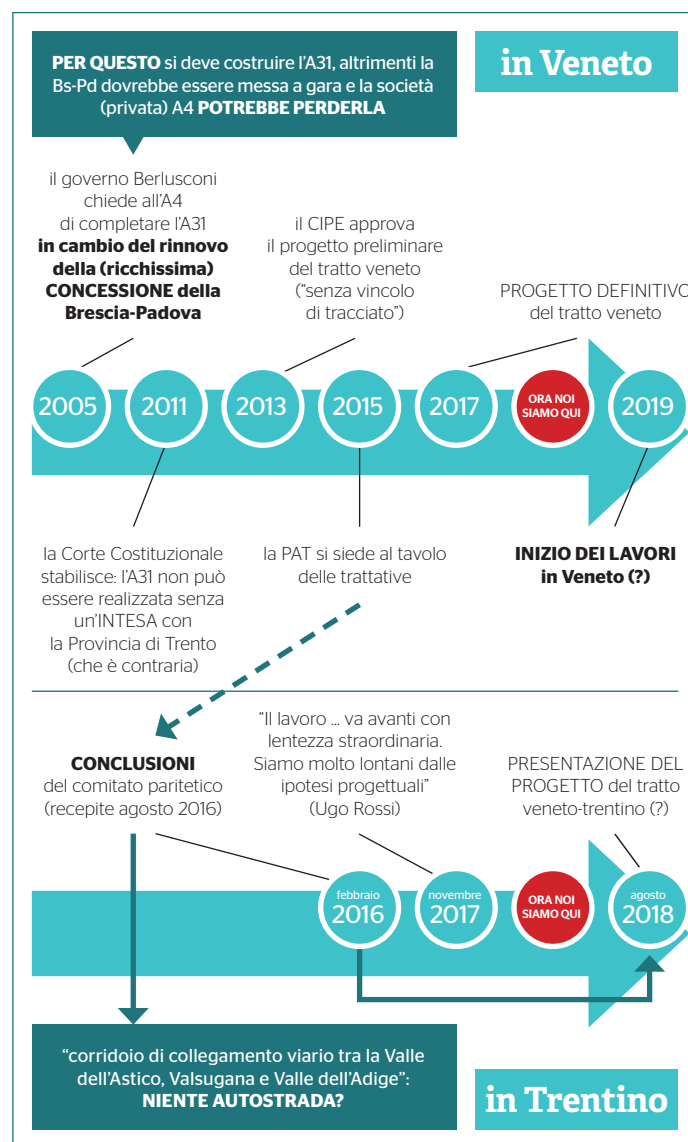 PER QUESTO si deve costruire l'A31, altrimenti la
Bs-Pd dovrebbe essere messa a gara e la società
(privata) A4 POTREBBE PERDERLA
in Veneto
il governo Berlusconi
chiede all'A4
di completare l'A31
in cambio del rinnovo
della (ricchissima)
CONCESSIONE della
Brescia-Padova
il CIPE approva
il progetto preliminare
del tratto veneto
("senza vincolo
di tracciato")
PROGETTO DEFINITIVO
del tratto veneto
2005
2011
2013
2015
2017
ORA NOI
SIAMO QUI
2019
la Corte Costituzionale
stabilisce: l'A31 non può
essere realizzata senza
un'INTESA con
la Provincia di Trento
(che è contraria)
la PAT si siede al tavolo
delle trattative
INIZIO DEI LAVORI
in Veneto (?)
CONCLUSIONI
del comitato paritetico
(recepite agosto 2016)
"Il lavoro ... va avanti con
lentezza straordinaria.
Siamo molto lontani dalle
ipotesi progettuali"
(Ugo Rossi)
PRESENTAZIONE DEL
PROGETTO del tratto
veneto-trentino (?)
febbraio
2016
novembre
2017
ORA NOI
SIAMO QUI
agosto
2018
"corridoio di collegamento viario tra la Valle
dell'Astico, Valsugana e Valle dell'Adige":
NIENTE AUTOSTRADA?
in Trentino